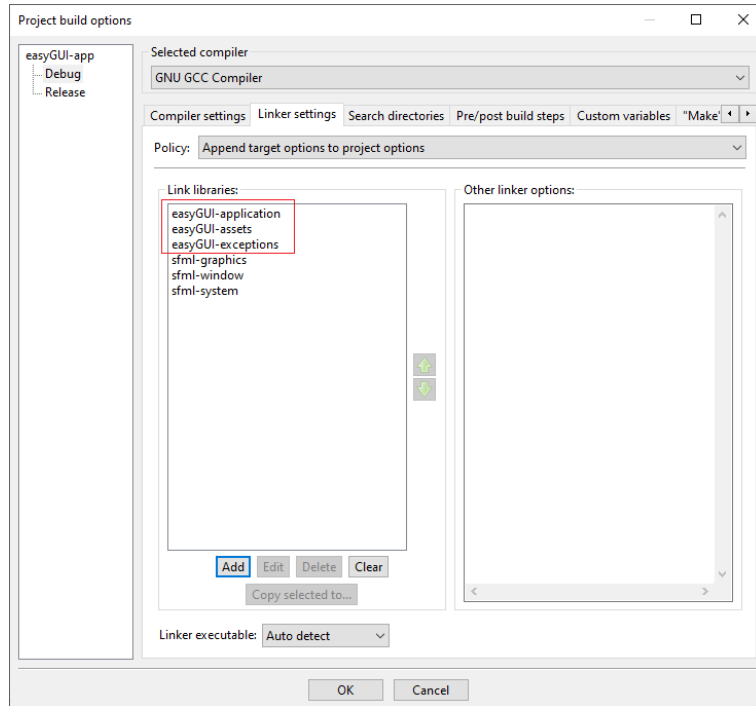 Project build options
easyGUI-app
Debug
Release
Selected compiler
GNU GCC Compiler
Compiler settings Linker settings Search directories Pre/post build steps Custom variables "Make"
Policy: Append target options to project options
Link libraries:
easyGUI-application
easyGUI-assets
easyGUI-exceptions
sfml-graphics
sfml-window
sfml-system
Other linker options:
Add Edit Delete Clear
Copy selected to...
Linker executable: Auto detect
OK Cancel